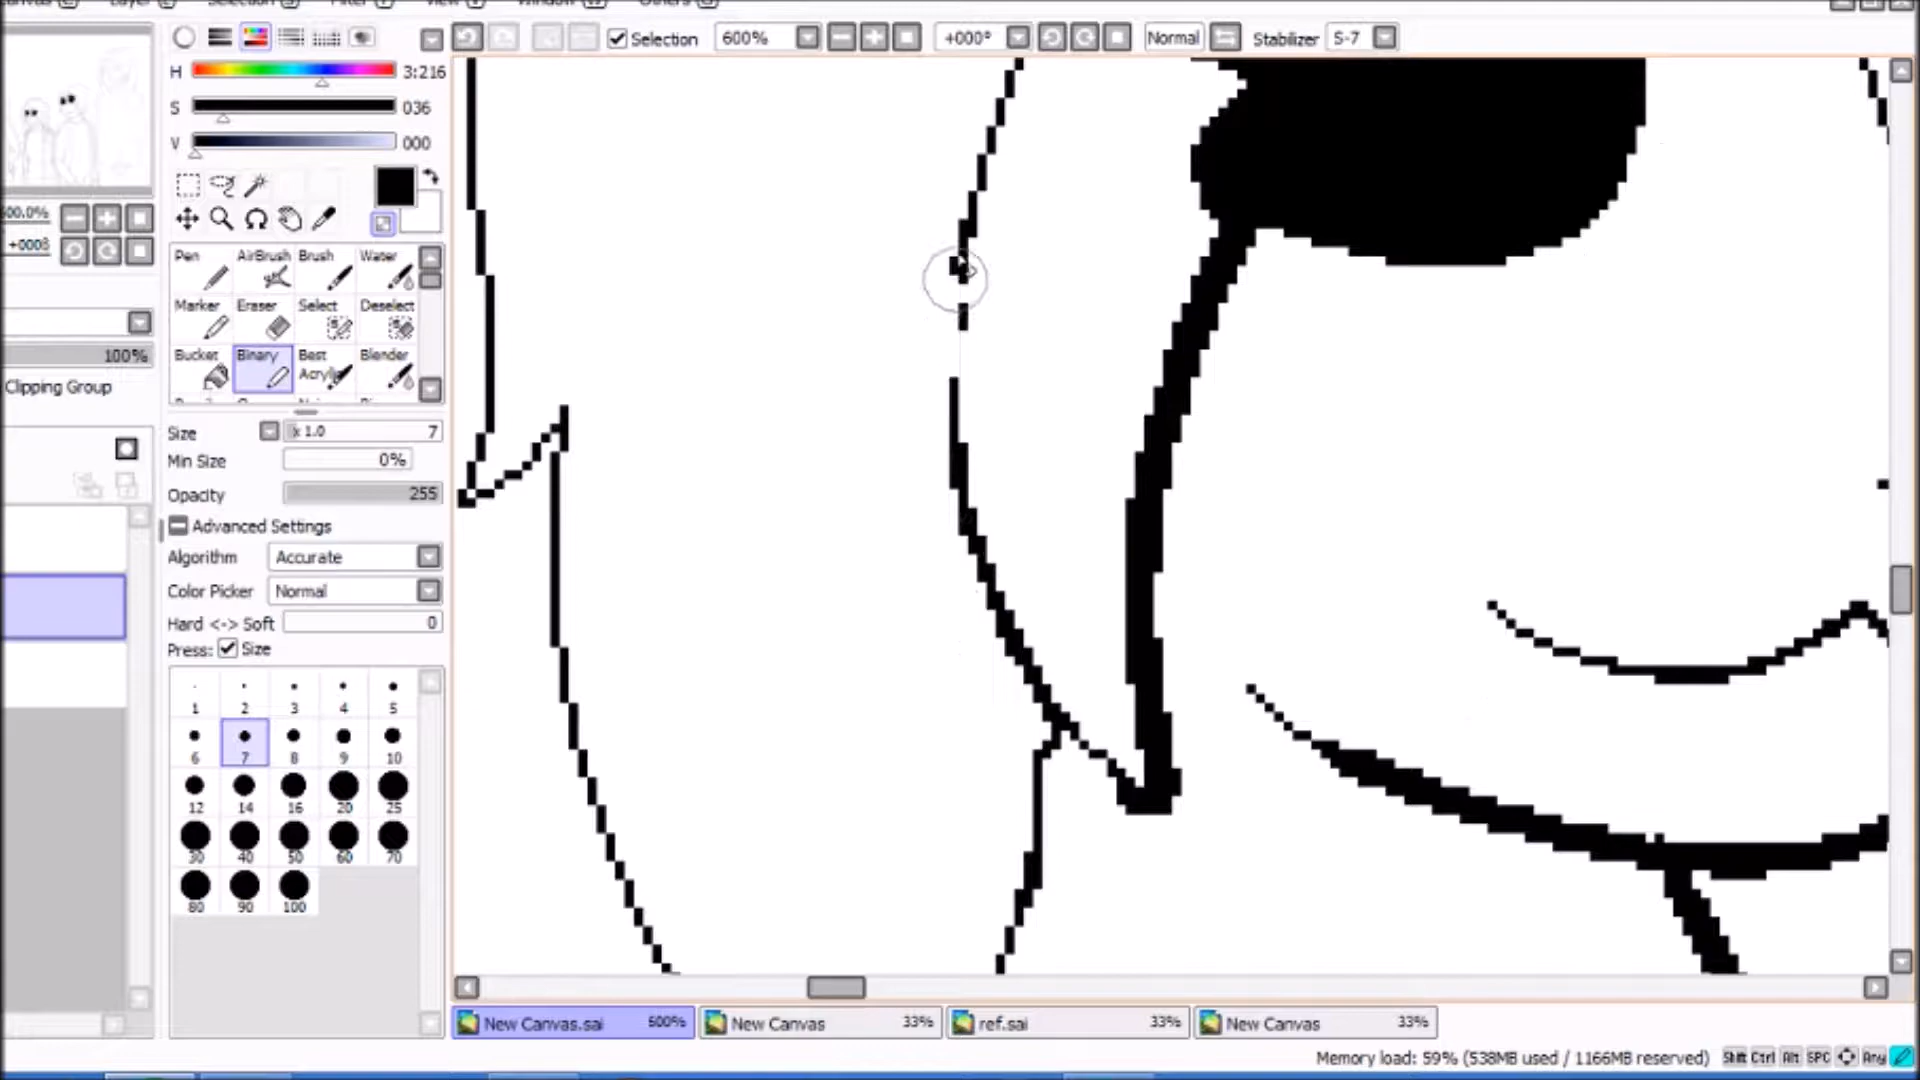 Selection 600% +000° Normal Stabilizer S-7
H 3:216
S 036
V 000
+000
Pen AirBrush Brush Water
Marker Eraser Select Deselect
100%
Bucket Binary Best Acrylic Blender
Clipping Group
Size x 1.0 7
Min Size 0%
Opacity 255
Advanced Settings
Algorithm Accurate
Color Picker Normal
Hard <-> Soft 0
Press: Size
1 2 3 4 5
6 7 8 9 10
12 14 16 20 25
30 40 50 60 70
80 90 100
New Canvas.sai 600% New Canvas 33% ref.sai 33% New Canvas 33%
Memory load: 59% (538MB used / 1166MB reserved) Shift Ctrl Alt SPC Any